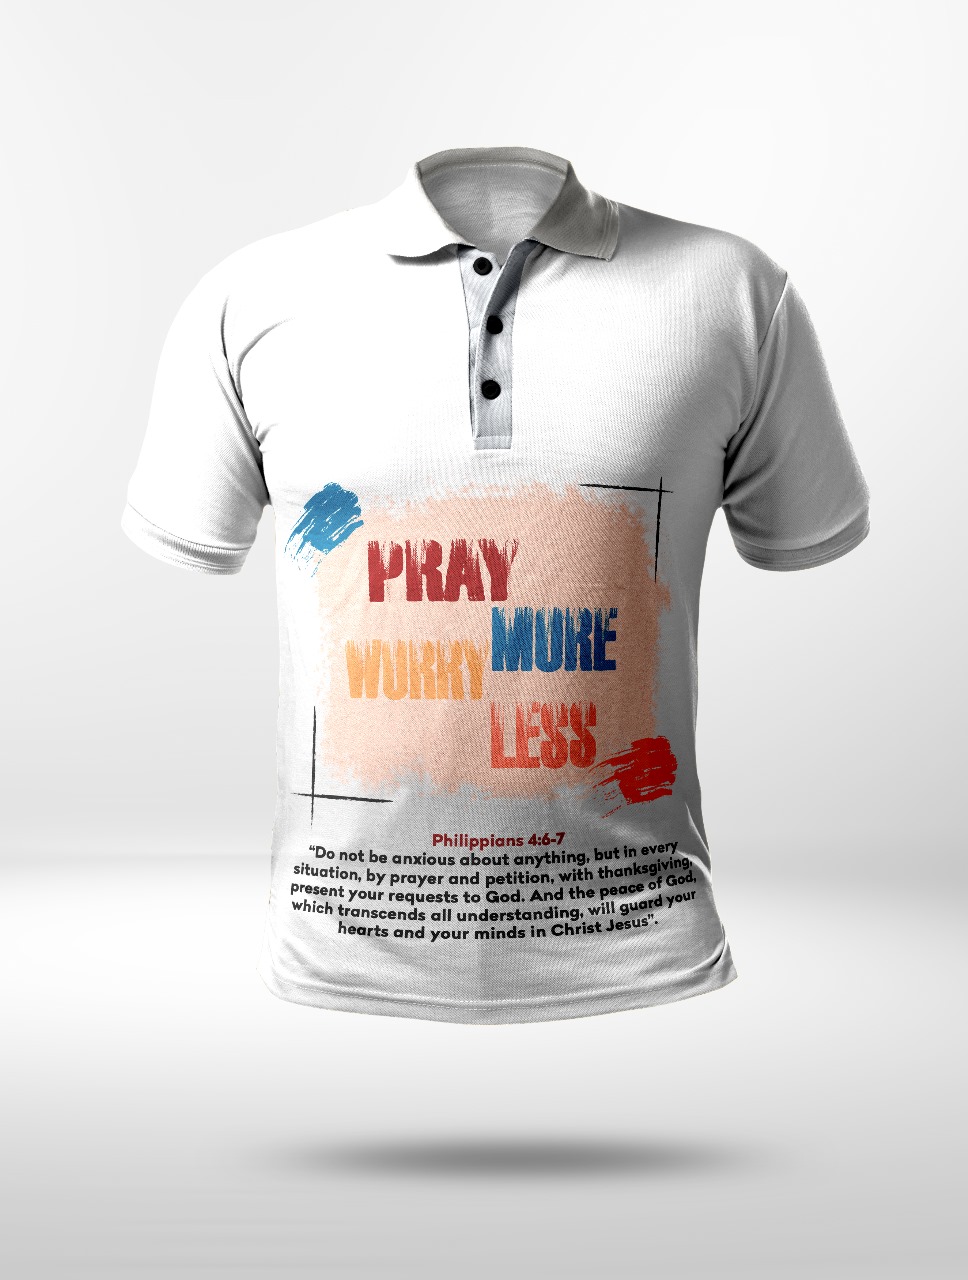 PRAY
MORE
WORRY
LESS
Philippians 4:6-7
“Do not be anxious about anything, but in every
situation, by prayer and petition, with thanksgiving,
present your requests to God. And the peace of God,
which transcends all understanding, will guard your
hearts and your minds in Christ Jesus”.